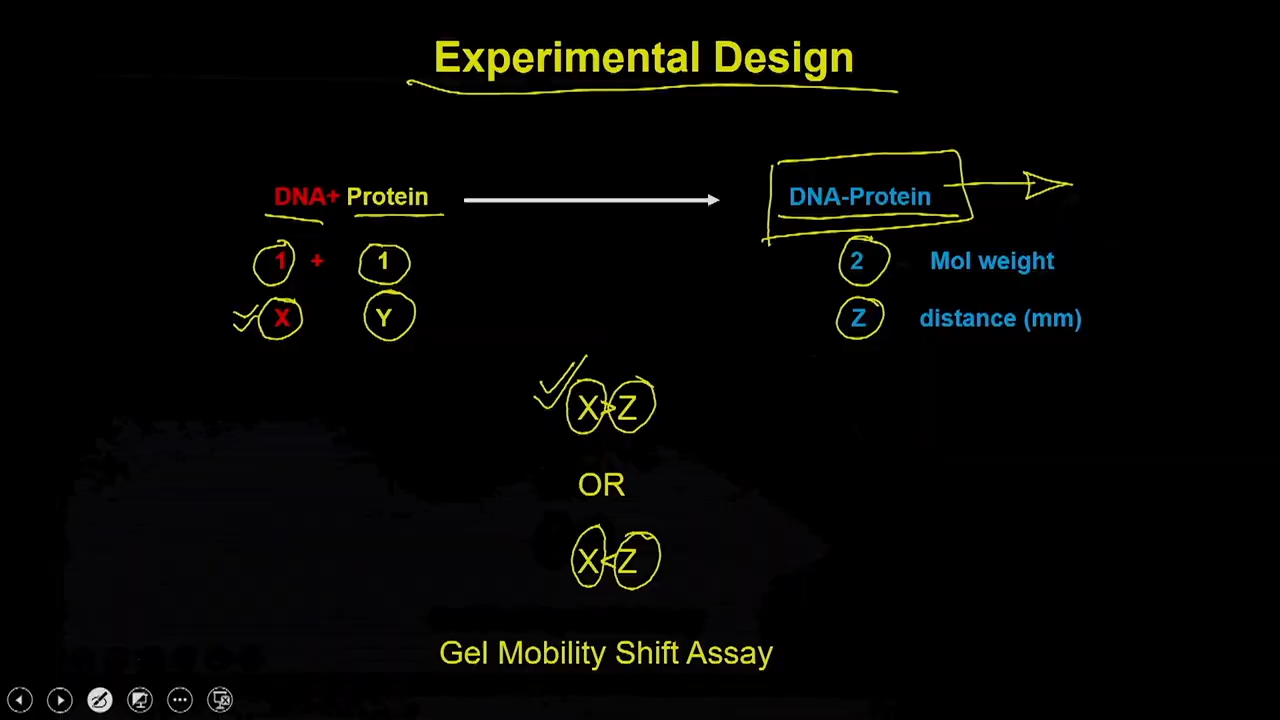 Experimental Design
DNA+ Protein DNA-Protein
1 + 1 2 Mol weight
X Y Z distance (mm)
X>Z
OR
X<Z
Gel Mobility Shift Assay